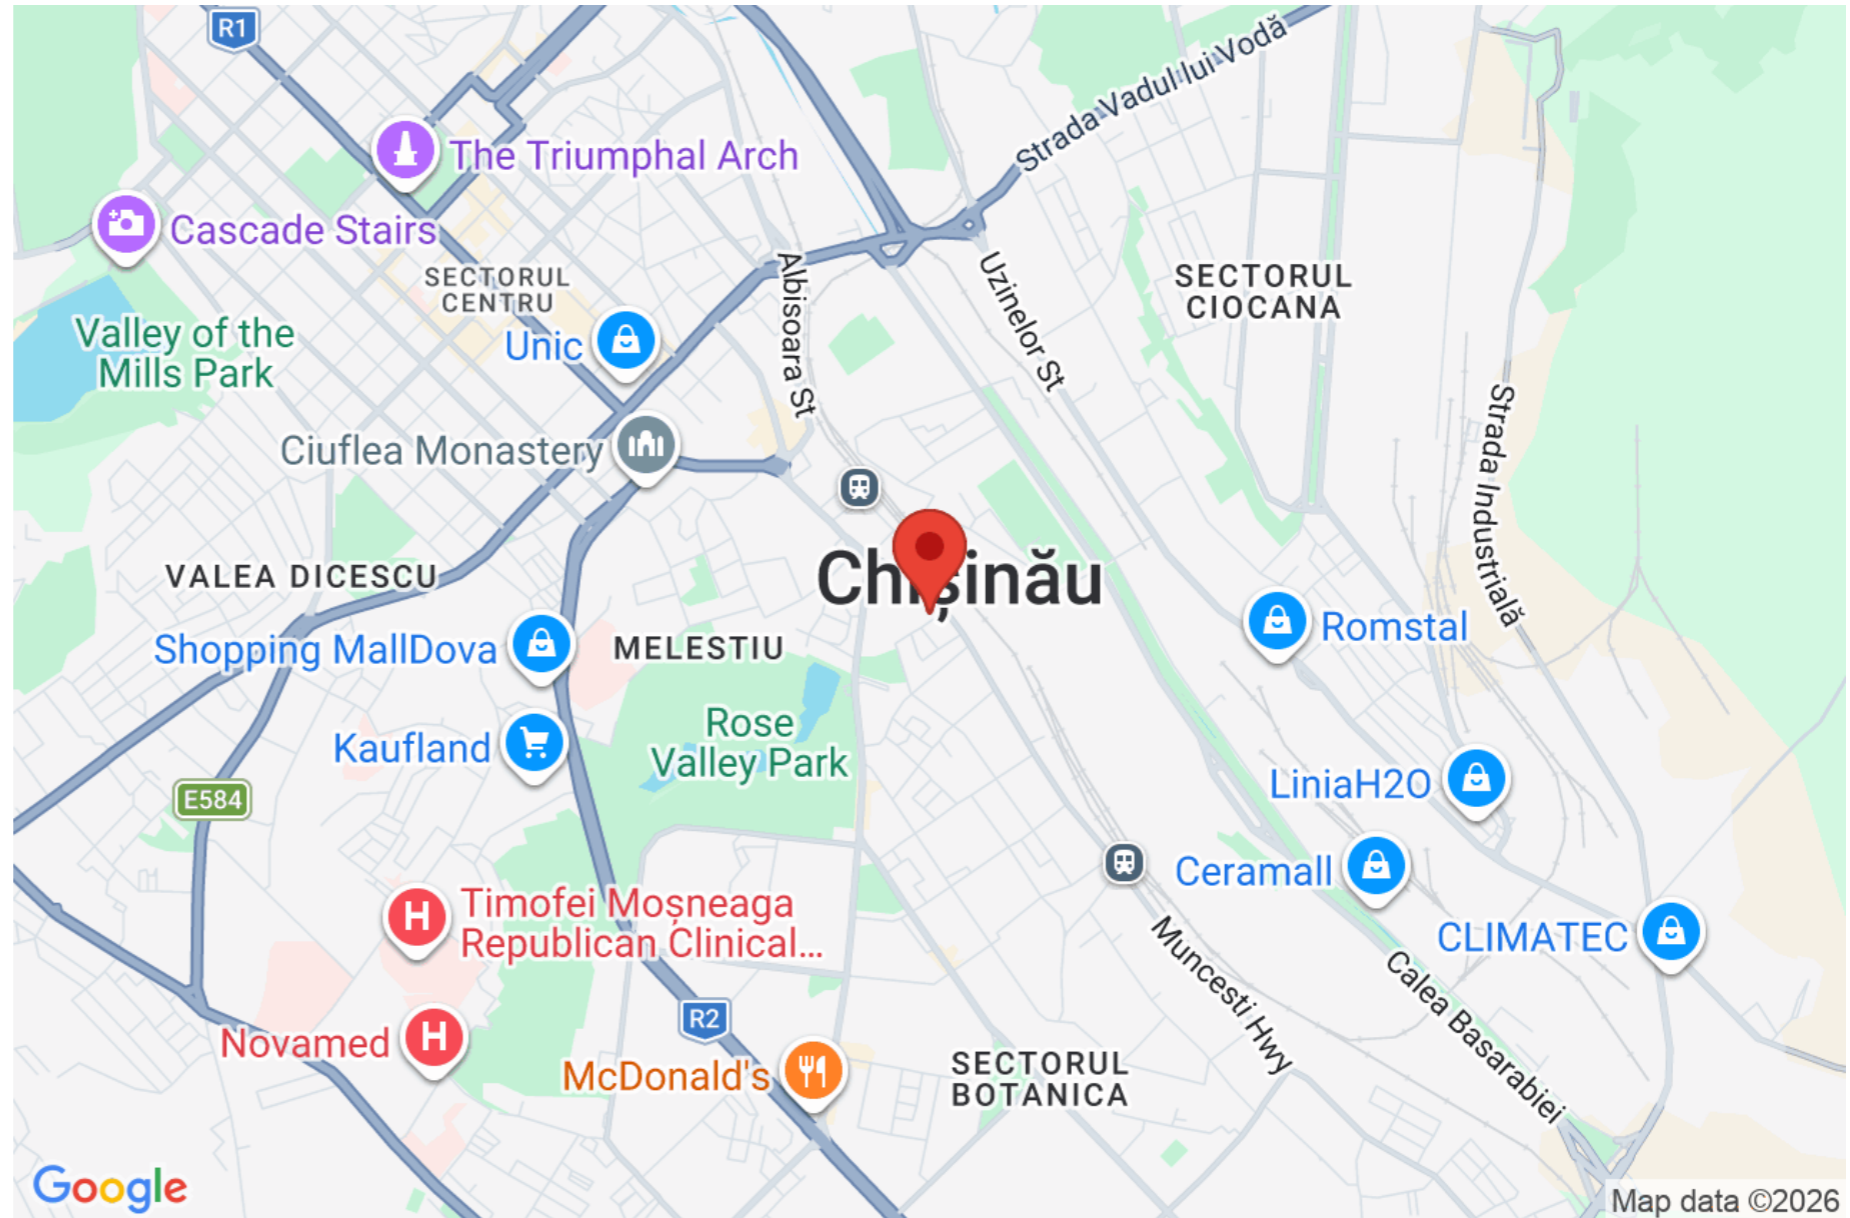 R1
Strada Vadul lui Vodă
The Triumphal Arch
Cascade Stairs
SECTORUL
CENTRU
Albisoara St
Uzinelor St
SECTORUL
CIOCANA
Valley of the
Mills Park
Unic
Ciuflea Monastery
Strada Industrială
VALEA DICESCU
Chișinău
Shopping MallDova
MELESTIU
Romstal
Rose
Valley Park
Kaufland
LiniaH2O
E584
Ceramall
Timofei Moșneaga
Republican Clinical...
H
CLIMATEC
Muncesti Hwy
Calea Basarabiei
R2
Novamed
H
McDonald's
SECTORUL
BOTANICA
Google
Map data ©2026